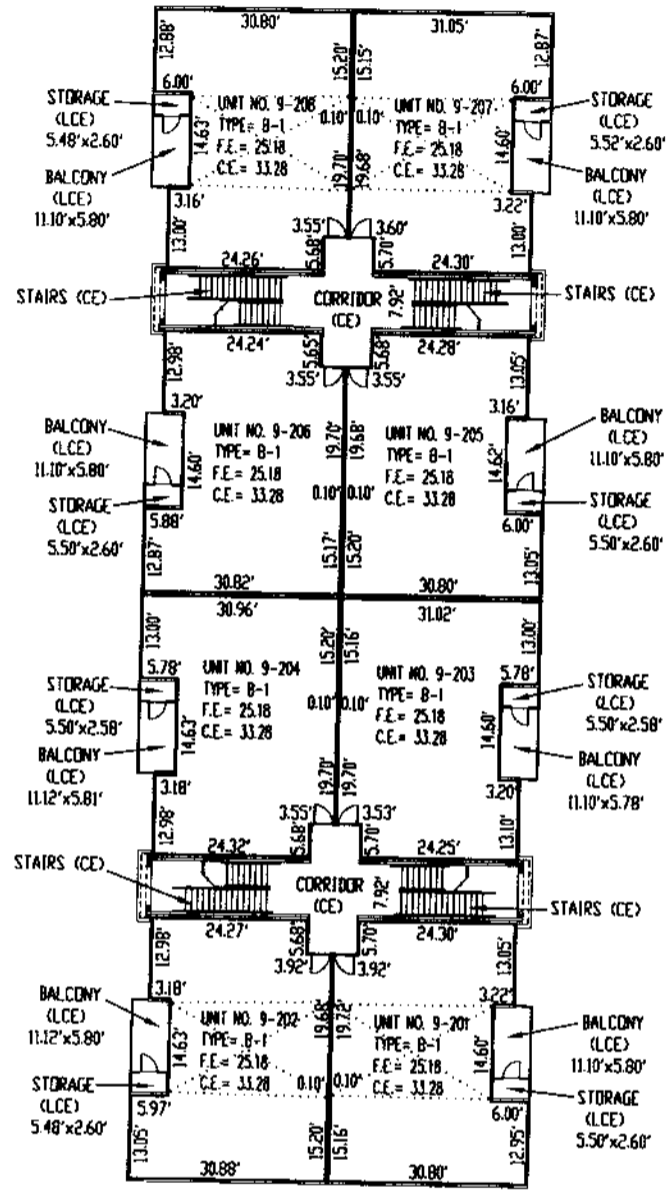 30.80'
31.05'
12.88'
15.20'
15.15'
12.87'
6.00'
6.00'
STORAGE
(LCE)
5.48'x2.60'
UNIT NO. 9-208
TYPE= B-1
F.E.= 25.18
C.E.= 33.28
0.10'
0.10'
UNIT NO. 9-207
TYPE= B-1
F.E.= 25.18
C.E.= 33.28
STORAGE
(LCE)
5.52'x2.60'
14.63'
14.60'
BALCONY
(LCE)
11.10'x5.80'
BALCONY
(LCE)
11.10'x5.80'
19.70'
19.68'
3.16'
3.22'
13.00'
13.00'
3.55'
3.60'
24.26'
5.68'
5.70'
24.30'
STAIRS (CE)
CORRIDOR
(CE)
7.92'
STAIRS (CE)
24.24'
5.65'
5.68'
24.28'
12.98'
3.55'
3.55'
13.05'
3.20'
3.16'
BALCONY
(LCE)
11.10'x5.80'
UNIT NO. 9-206
TYPE= B-1
F.E.= 25.18
C.E.= 33.28
19.70'
19.68'
UNIT NO. 9-205
TYPE= B-1
F.E.= 25.18
C.E.= 33.28
BALCONY
(LCE)
11.10'x5.80'
14.60'
14.62'
0.10'
0.10'
STORAGE
(LCE)
5.50'x2.60'
STORAGE
(LCE)
5.50'x2.60'
5.88'
6.00'
12.87'
15.17'
15.20'
13.05'
30.82'
30.80'
30.96'
31.02'
13.00'
15.20'
15.16'
13.00'
5.78'
5.78'
STORAGE
(LCE)
5.50'x2.58'
UNIT NO. 9-204
TYPE= B-1
F.E.= 25.18
C.E.= 33.28
0.10'
0.10'
UNIT NO. 9-203
TYPE= B-1
F.E.= 25.18
C.E.= 33.28
STORAGE
(LCE)
5.50'x2.58'
14.63'
14.60'
BALCONY
(LCE)
11.12'x5.81'
BALCONY
(LCE)
11.10'x5.78'
19.70'
19.70'
3.18'
3.20'
12.98'
13.10'
3.55'
3.53'
24.32'
5.68'
5.70'
24.25'
STAIRS (CE)
CORRIDOR
(CE)
7.92'
STAIRS (CE)
24.27'
5.68'
5.70'
24.30'
12.98'
3.92'
3.92'
13.05'
3.18'
3.22'
BALCONY
(LCE)
11.12'x5.80'
UNIT NO. 9-202
TYPE= B-1
F.E.= 25.18
C.E.= 33.28
19.68'
19.72'
UNIT NO. 9-201
TYPE= B-1
F.E.= 25.18
C.E.= 33.28
BALCONY
(LCE)
11.10'x5.80'
14.63'
14.60'
0.10'
0.10'
STORAGE
(LCE)
5.48'x2.60'
STORAGE
(LCE)
5.50'x2.60'
5.97'
6.00'
13.05'
15.20'
15.16'
12.95'
30.88'
30.80'